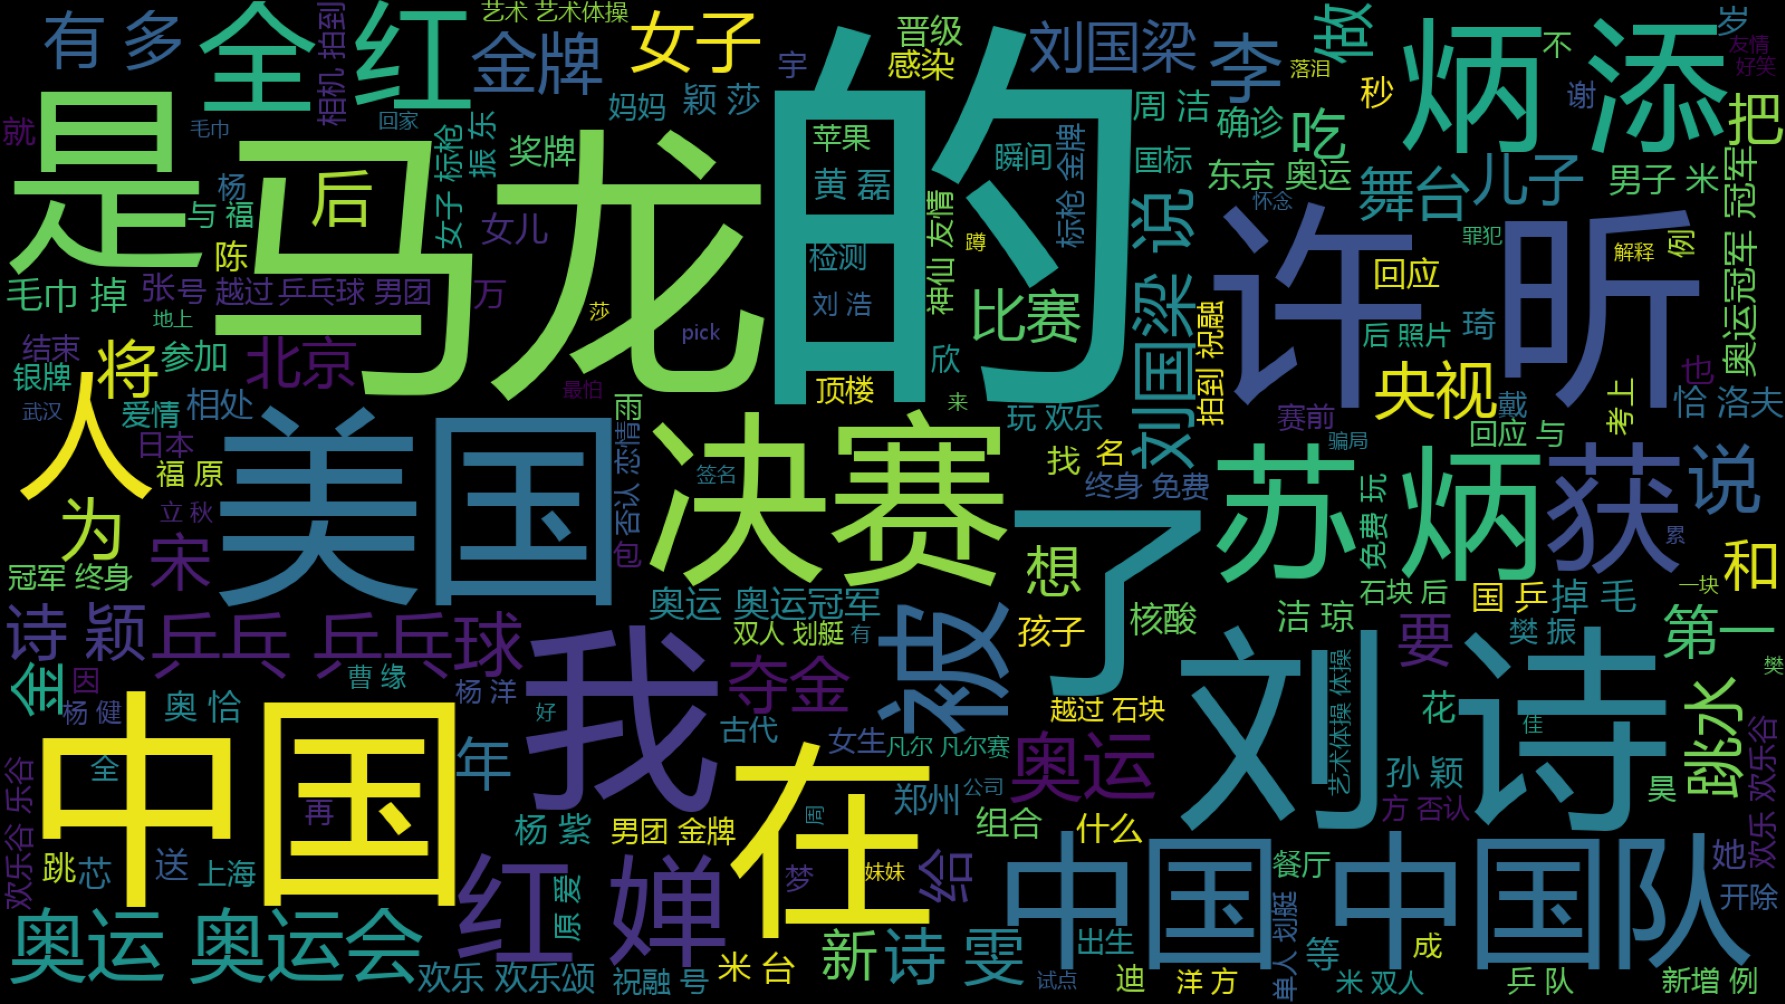 有 多
全 红
相机 拍到
艺术 艺术体操
金牌
女子
宇
晋级
感染
刘国梁
李
落泪
做
炳 添
不
岁
友情
好笑
秒
谢
把
就
毛巾
回家
妈妈
颖 莎
周 洁
确诊
吃
是
马龙
的
后
女子 标枪
振 东
奖牌
苹果
黄 磊
瞬间
标枪 金牌
国标
东京 奥运
舞台
儿子
男子 米
奥运冠军 冠军
杨
与 福
陈
女儿
神仙 友情
蹲
说
怀念
许昕
罪犯
解释
例
毛巾 掉
张
号
越过
乒乓球 男团
万
地上
莎
pick
检测
刘 浩
比赛
刘国梁
拍到 祝融
回应
后 照片
琦
结束
银牌
将
参加
北京
最怕
顶楼
欣
来
央视
也
武汉
人
爱情
相处
雨
玩 欢乐
赛前
戴
考上
恰 洛夫
日本
福 原
美国
否认 恋情
决赛
签名
找
名
骗局
回应 与
终身 免费
立 秋
为
宋
包
了
苏 炳
免费 玩
获
说
累
冠军 终身
想
和
一块
诗 颖
乒乓 乒乓球
奥运 奥运冠军
双人 划艇
有
被
孩子
核酸
洁 琼
石块 后
国 乒
掉 毛
要
樊 振
第一
樊
金
因
曹 缘
杨 洋
我
夺金
刘诗
艺术体操 体操
杨 健
奥 恰
好
古代
越过 石块
花
佳
跳水
中国
年
女生
凡尔 凡尔赛
奥运
孙 颖
昊
欢乐谷 乐谷
全
再
在
郑州
公司
方 否认
欢乐 欢乐谷
杨 紫
男团 金牌
周
组合
什么
跳
芯
送
上海
红 婵
原 爱
梦
妹妹
给
中国
餐厅
中国队
她
开除
奥运 奥运会
单人 划艇
米 台
新
诗 雯
出生
等
成
欢乐 欢乐颂
祝融 号
试点
迪
洋 方
米 双人
乒 队
新增 例